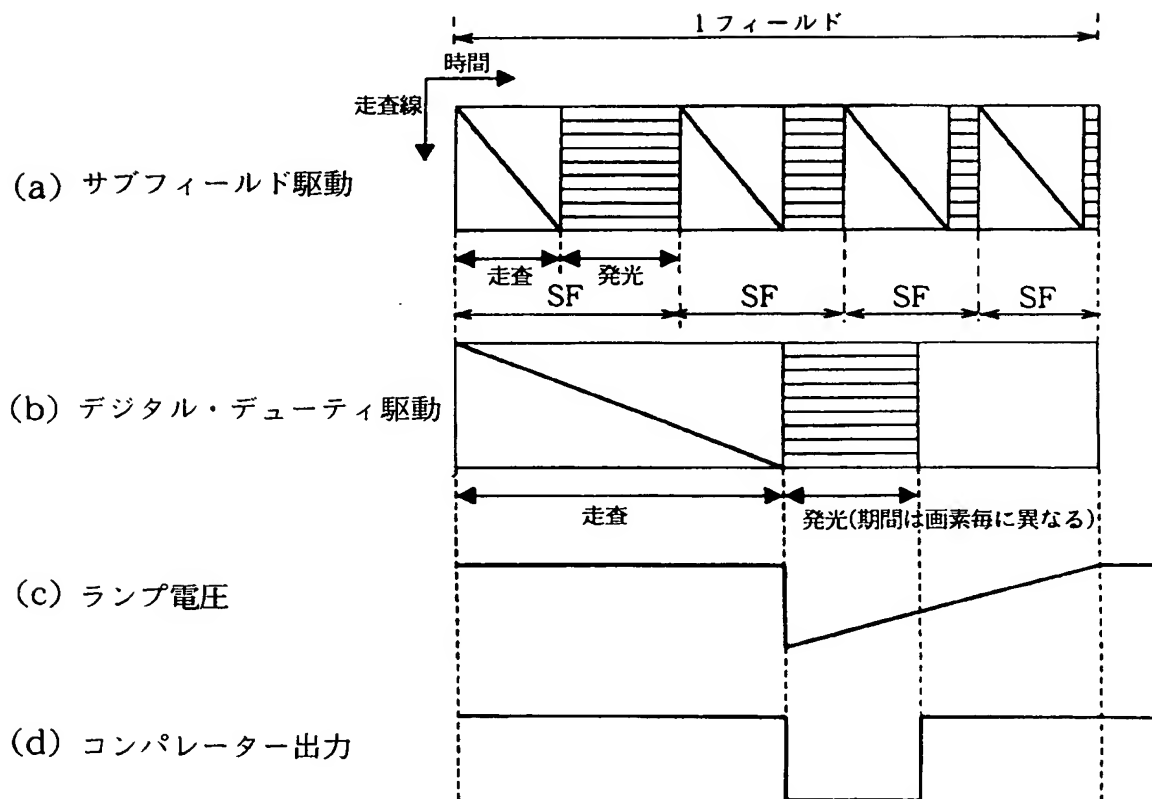 1フィールド
時間
走査線
(a) サブフィールド駆動
走査
発光
SF
SF
SF
SF
(b) デジタル・デューティ駆動
走査
発光(期間は画素毎に異なる)
(c) ランプ電圧
(d) コンパレーター出力